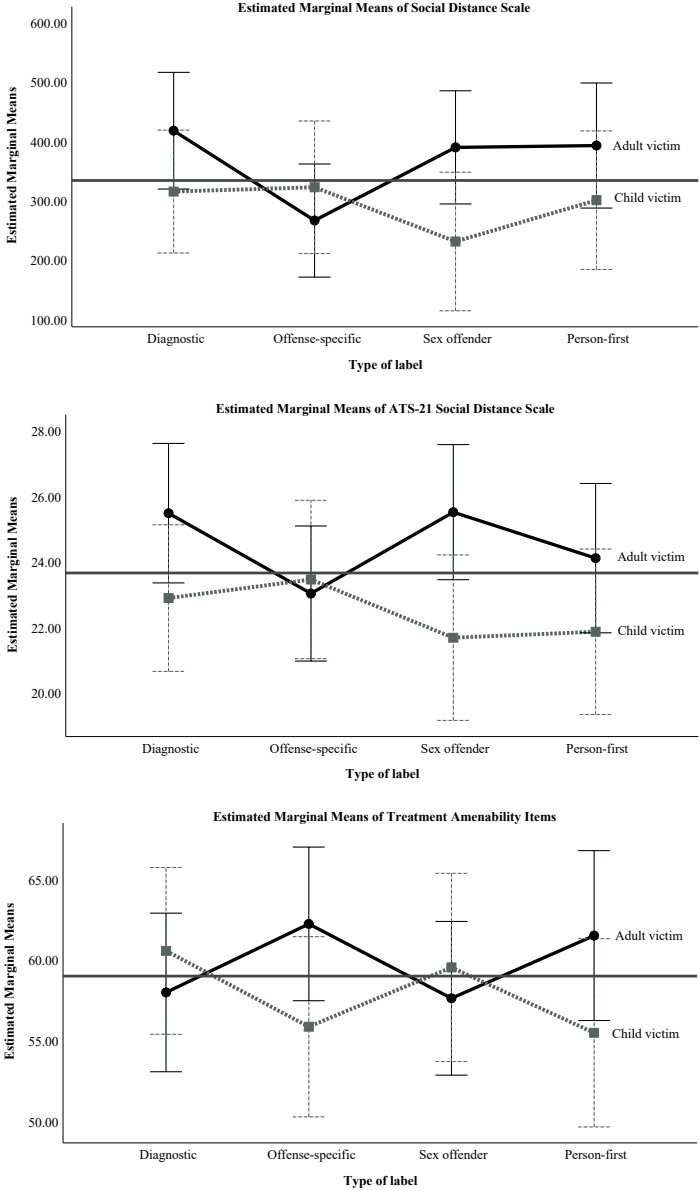 Estimated Marginal Means of Social Distance Scale
600.00
500.00
400.00
300.00
200.00
100.00
Estimated Marginal Means
Adult victim
Child victim
Diagnostic Offense-specific Sex offender Person-first
Type of label
Estimated Marginal Means of ATS-21 Social Distance Scale
28.00
26.00
24.00
22.00
20.00
Estimated Marginal Means
Adult victim
Child victim
Diagnostic Offense-specific Sex offender Person-first
Type of label
Estimated Marginal Means of Treatment Amenability Items
65.00
60.00
55.00
50.00
Estimated Marginal Means
Adult victim
Child victim
Diagnostic Offense-specific Sex offender Person-first
Type of label